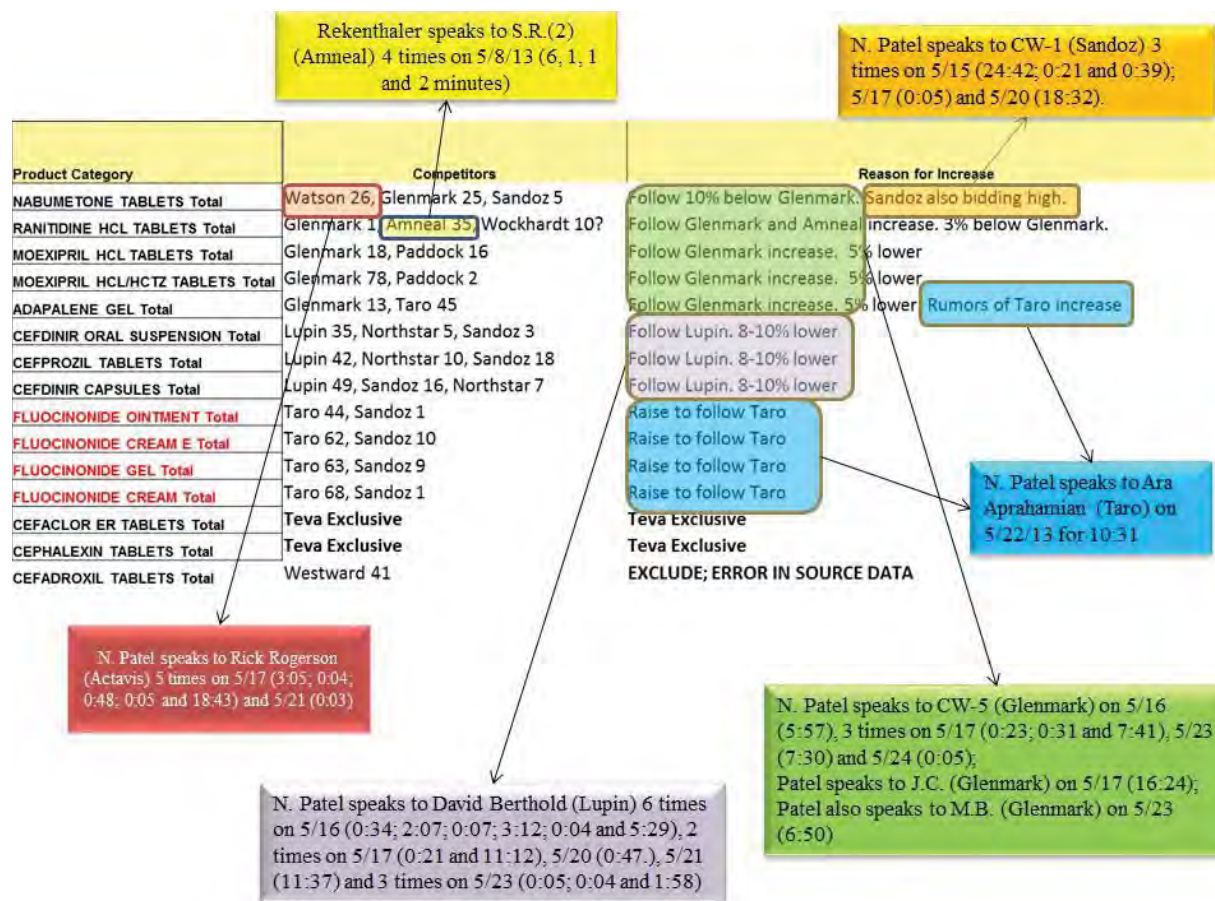 Rekenthaler speaks to S.R.(2)
(Amneal) 4 times on 5/8/13 (6, 1, 1
and 2 minutes)
N. Patel speaks to CW-1 (Sandoz) 3
times on 5/15 (24:42; 0:21 and 0:39);
5/17 (0:05) and 5/20 (18:32).
Product Category Competitors Reason for Increase
NABUMETONE TABLETS Total Watson 26, Glenmark 25, Sandoz 5 Follow 10% below Glenmark. Sandoz also bidding high.
RANITIDINE HCL TABLETS Total Glenmark 1, Amneal 35, Wockhardt 10? Follow Glenmark and Amneal increase. 3% below Glenmark.
MOEXIPRIL HCL TABLETS Total Glenmark 18, Paddock 16 Follow Glenmark increase. 5% lower
MOEXIPRIL HCL/HCTZ TABLETS Total Glenmark 78, Paddock 2 Follow Glenmark increase. 5% lower
ADAPALENE GEL Total Glenmark 13, Taro 45 Follow Glenmark increase. 5% lower Rumors of Taro increase
CEFDINIR ORAL SUSPENSION Total Lupin 35, Northstar 5, Sandoz 3 Follow Lupin. 8-10% lower
CEFPROZIL TABLETS Total Lupin 42, Northstar 10, Sandoz 18 Follow Lupin. 8-10% lower
CEFDINIR CAPSULES Total Lupin 49, Sandoz 16, Northstar 7 Follow Lupin. 8-10% lower
FLUOCINONIDE OINTMENT Total Taro 44, Sandoz 1 Raise to follow Taro
FLUOCINONIDE CREAM E Total Taro 62, Sandoz 10 Raise to follow Taro
FLUOCINONIDE GEL Total Taro 63, Sandoz 9 Raise to follow Taro
FLUOCINONIDE CREAM Total Taro 68, Sandoz 1 Raise to follow Taro
CEFACLOR ER TABLETS Total Teva Exclusive Teva Exclusive
CEPHALEXIN TABLETS Total Teva Exclusive Teva Exclusive
CEFADROXIL TABLETS Total Westward 41 EXCLUDE; ERROR IN SOURCE DATA
N. Patel speaks to Ara
Aprahamian (Taro) on
5/22/13 for 10:31
N. Patel speaks to Rick Rogerson
(Actavis) 5 times on 5/17 (3:05; 0:04;
0:48; 0:05 and 18:43) and 5/21 (0:03)
N. Patel speaks to CW-5 (Glenmark) on 5/16
(5:57), 3 times on 5/17 (0:23; 0:31 and 7:41), 5/23
(7:30) and 5/24 (0:05);
Patel speaks to J.C. (Glenmark) on 5/17 (16:24);
Patel also speaks to M.B. (Glenmark) on 5/23
(6:50)
N. Patel speaks to David Berthold (Lupin) 6 times
on 5/16 (0:34; 2:07; 0:07; 3:12; 0:04 and 5:29), 2
times on 5/17 (0:21 and 11:12), 5/20 (0:47.), 5/21
(11:37) and 3 times on 5/23 (0:05; 0:04 and 1:58)